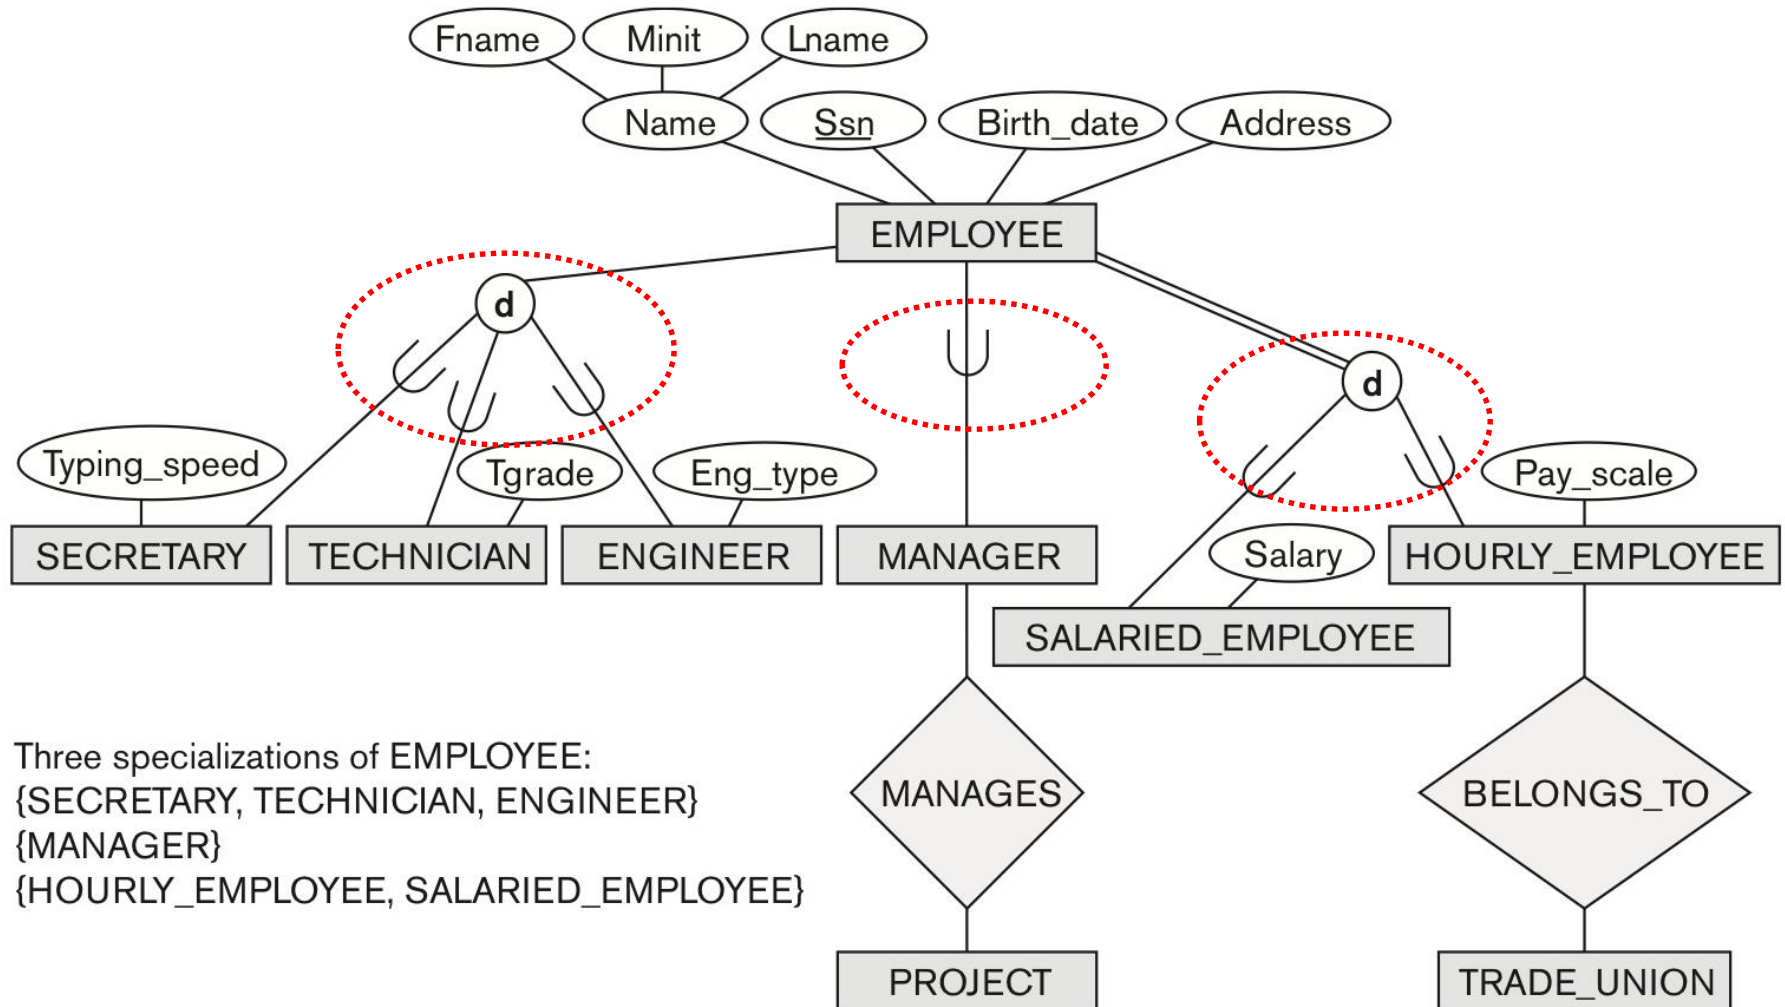 Fname
Minit
Lname
Name
Ssn
Birth_date
Address
EMPLOYEE
d
d
Typing_speed
Tgrade
Eng_type
Pay_scale
SECRETARY
TECHNICIAN
ENGINEER
MANAGER
Salary
HOURLY_EMPLOYEE
SALARIED_EMPLOYEE
Three specializations of EMPLOYEE:
{SECRETARY, TECHNICIAN, ENGINEER}
{MANAGER}
{HOURLY_EMPLOYEE, SALARIED_EMPLOYEE}
MANAGES
BELONGS_TO
PROJECT
TRADE_UNION